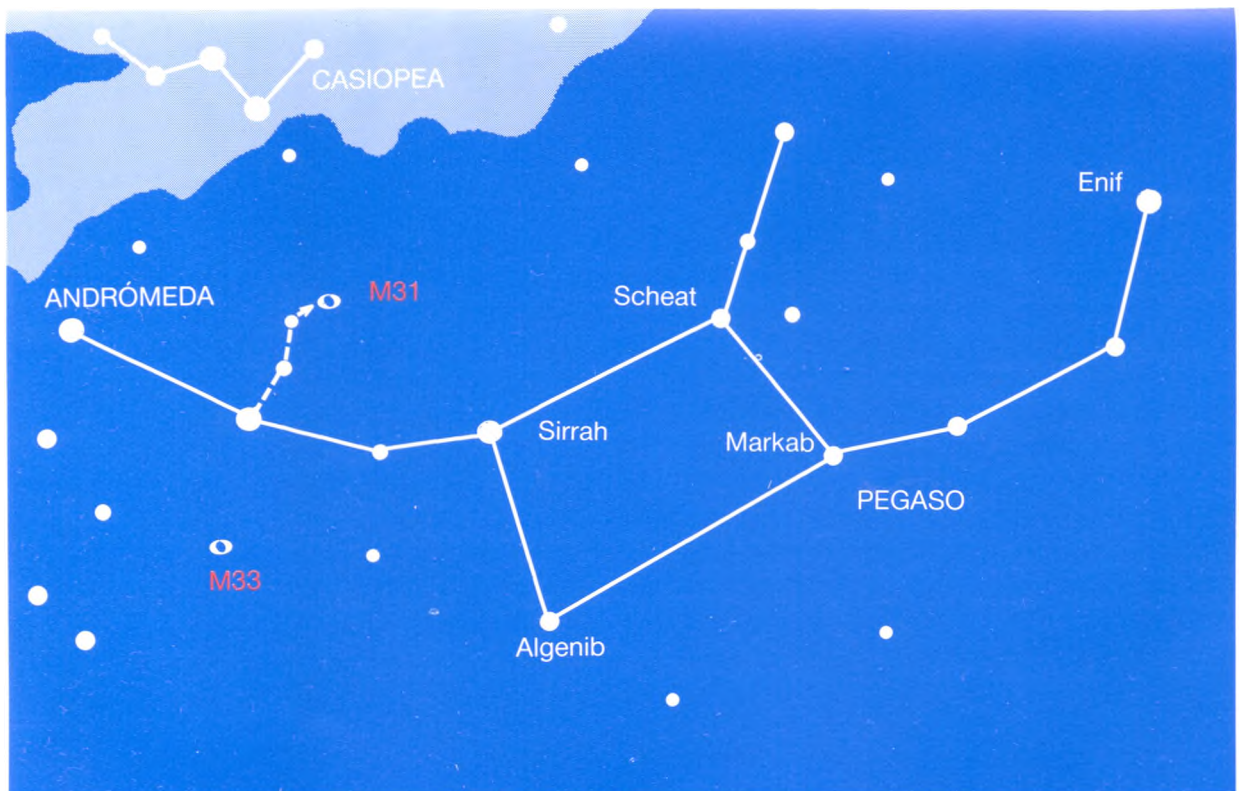 CASIOPEA
Enif
ANDRÓMEDA
M31
Scheat
Sirrah
Markab
PEGASO
M33
Algenib